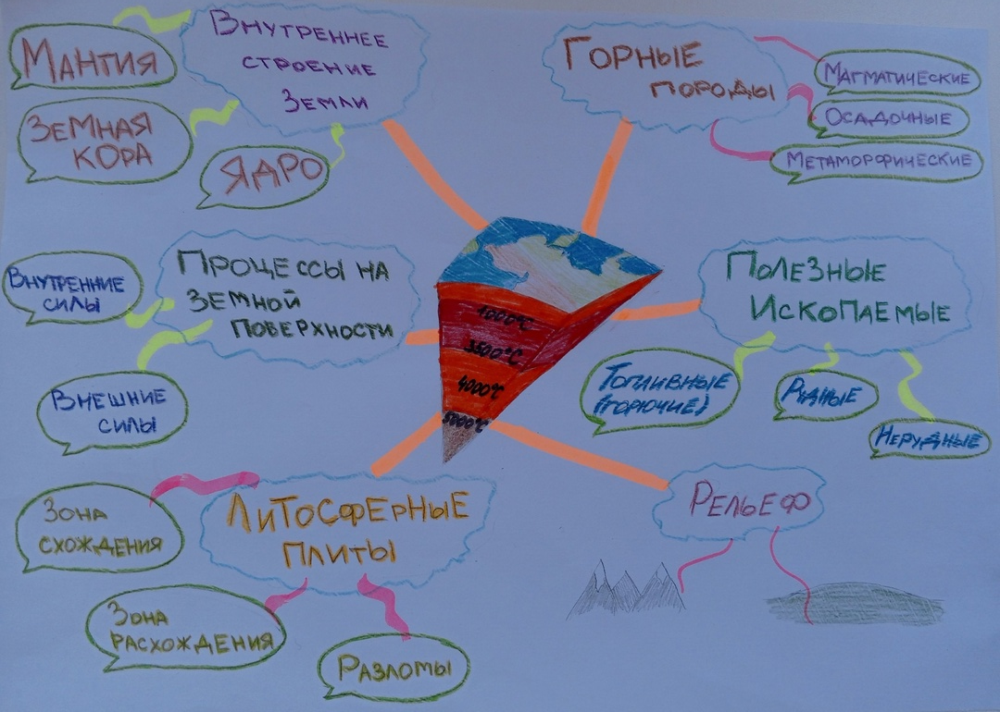 Внутреннее
строение
Земли
Мантия
Земная
кора
Ядро
Горные
породы
Магматические
Осадочные
Метаморфические
Процессы на
земной
поверхности
Внутренние
силы
Внешние
силы
1000°C
3500°C
4000°C
5000°C
Полезные
Ископаемые
Топливные
(горючие)
Рудные
Нерудные
Литосферные
плиты
Зона
схождения
Зона
расхождения
Разломы
Рельеф